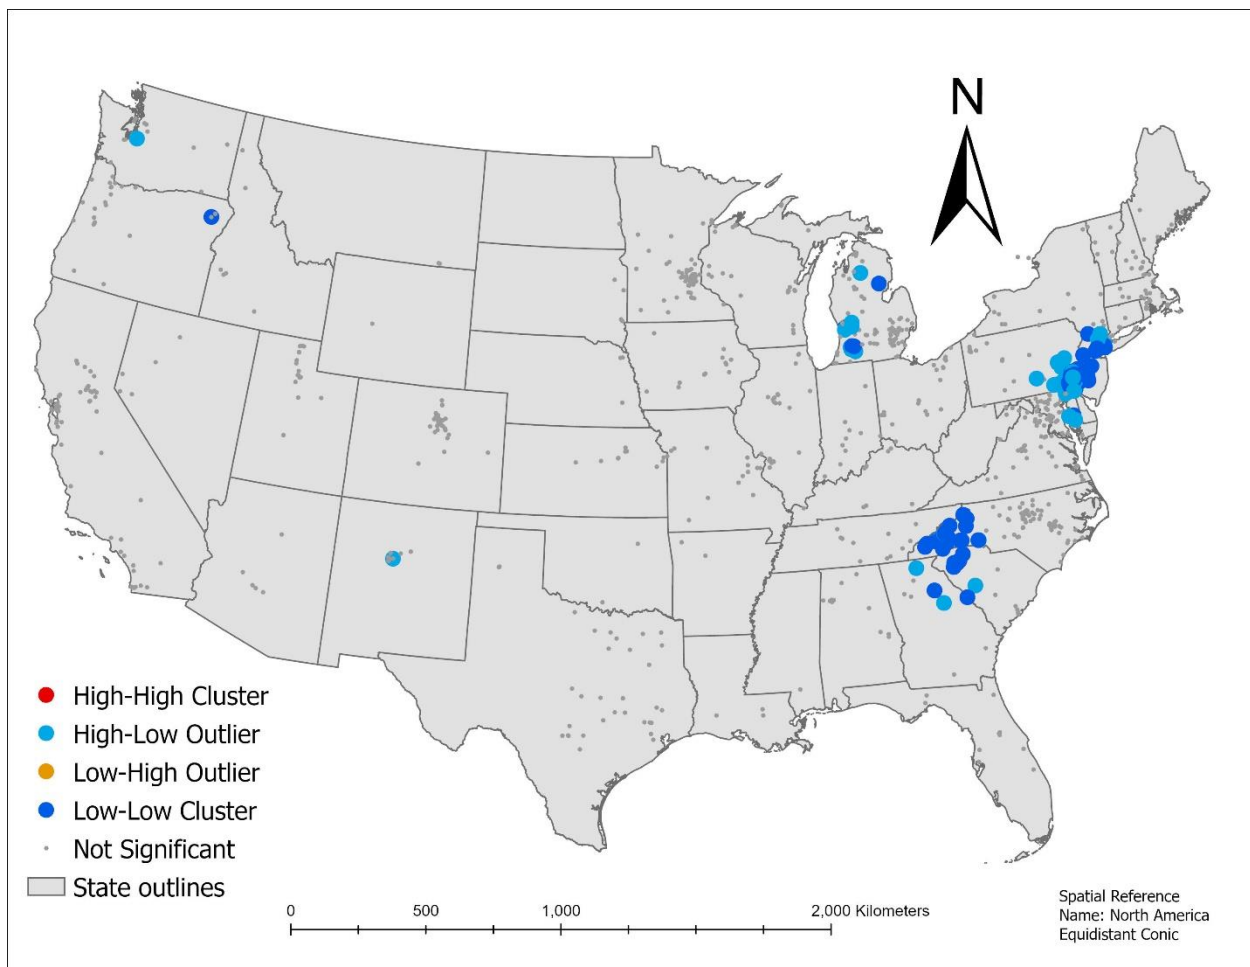 N
High-High Cluster
High-Low Outlier
Low-High Outlier
Low-Low Cluster
Not Significant
State outlines
0 500 1,000 2,000 Kilometers
Spatial Reference
Name: North America
Equidistant Conic